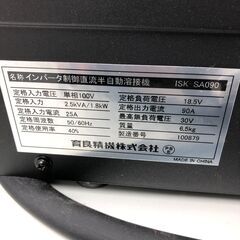 名称 インバータ制御直流半自動溶接機 ISK-SA090
定格入力電圧 単相100V 定格負荷電圧 18.5V
定格入力 2.5kVA/1.8kW 定格出力電流 90A
定格入力電流 25A 最高無負荷電圧 30V
定格周波数 50/60Hz 質量 6.5kg
定格使用率 40% 製造番号 100879
育良精機株式会社
MADE IN CHINA